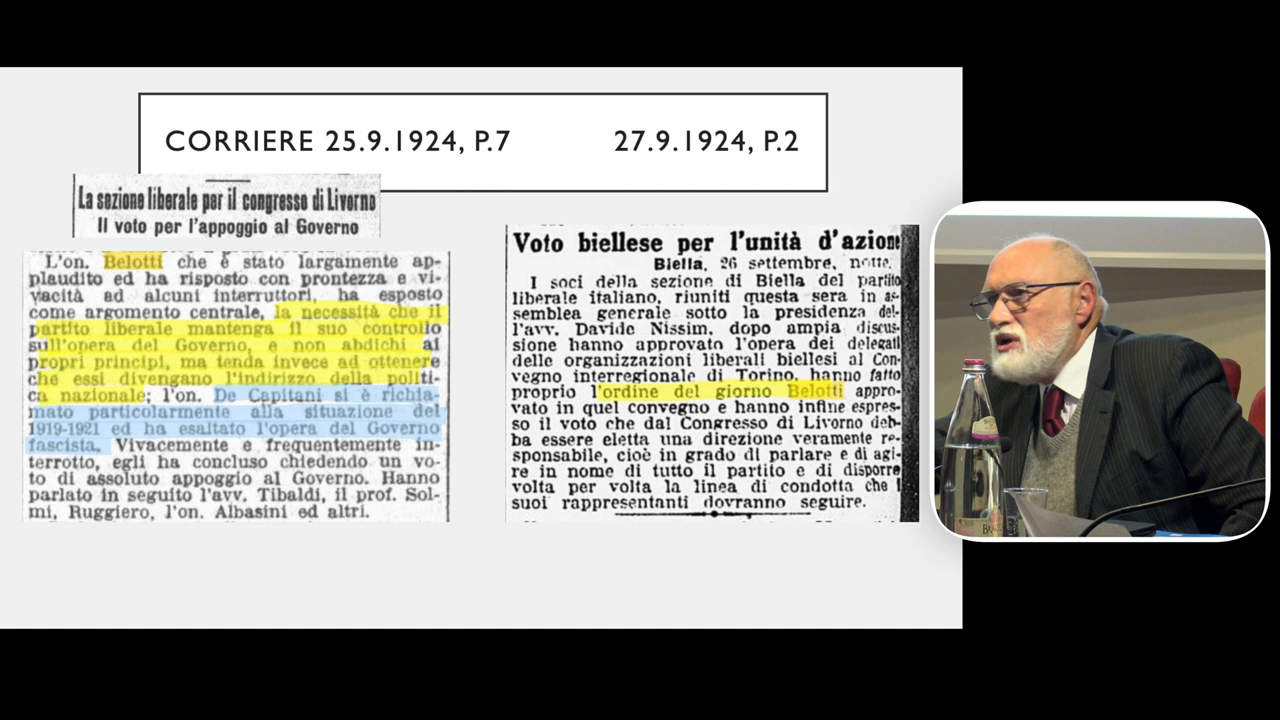 CORRIERE 25.9.1924, P.7 27.9.1924, P.2
La sezione liberale per il congresso di Livorno
Il voto per l'appoggio al Governo
L'on. Belotti che è stato largamente ap-
plaudito ed ha risposto con prontezza e vi-
vacità ad alcuni interruttori, ha esposto
come argomento centrale, la necessità che il
partito liberale mantenga il suo controllo
sull'opera del Governo, e non abdichi ai
propri principi, ma tenda invece ad ottenere
che essi divengano l'indirizzo della politi-
ca nazionale; l'on. De Capitani si è richia-
mato particolarmente alla situazione del
1919-1921 ed ha esaltato l'opera del Governo
fascista. Vivacemente e frequentemente in-
terrotto, egli ha concluso chiedendo un vo-
to di assoluto appoggio al Governo. Hanno
parlato in seguito l'avv. Tibaldi, il prof. Sol-
mi, Ruggiero, l'on. Albasini ed altri.
Voto biellese per l'unità d'azione
Biella, 26 settembre, notte.
I soci della sezione di Biella del partito
liberale italiano, riuniti questa sera in as-
semblea generale sotto la presidenza del-
l'avv. Davide Nissim, dopo ampia discus-
sione hanno approvato l'opera dei delegati
delle organizzazioni liberali biellesi al Con-
vegno interregionale di Torino, hanno fatto
proprio l'ordine del giorno Belotti appro-
vato in quel convegno e hanno infine espres-
so il voto che dal Congresso di Livorno deb-
ba essere eletta una direzione veramente re-
sponsabile, cioè in grado di parlare e di agi-
re in nome di tutto il partito e di disporre
volta per volta la linea di condotta che i
suoi rappresentanti dovranno seguire.